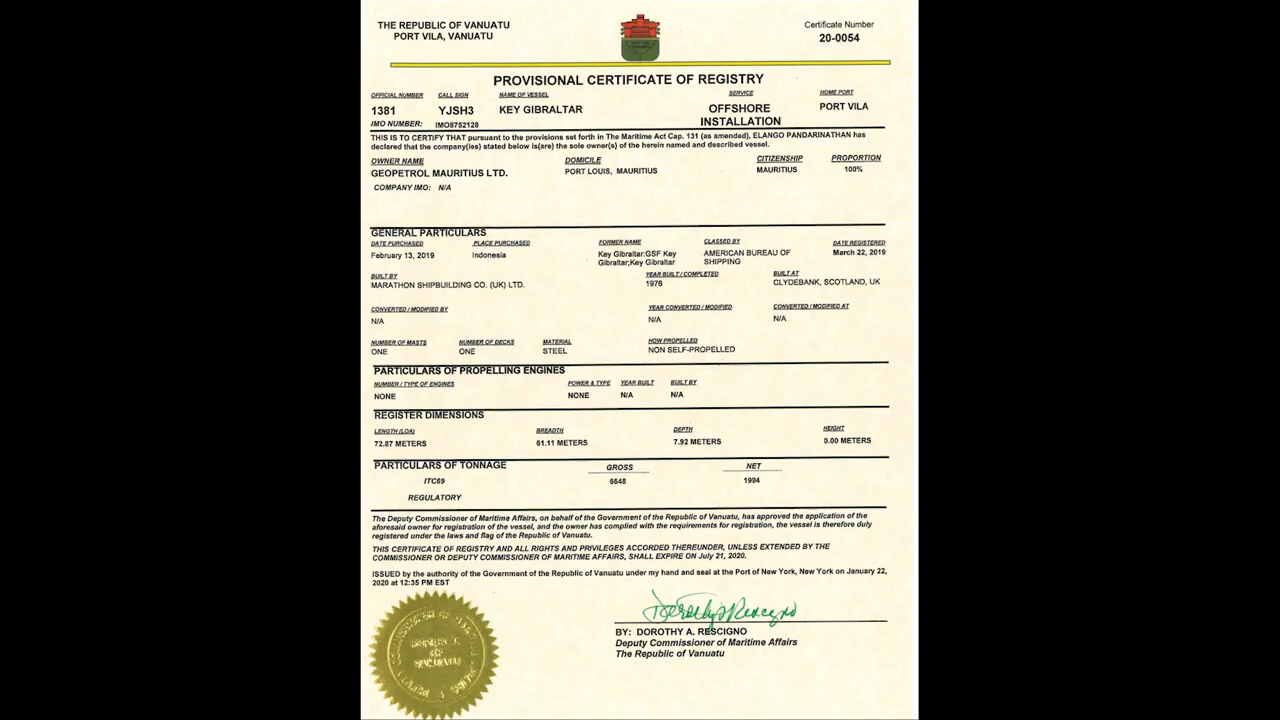 THE REPUBLIC OF VANUATU
PORT VILA, VANUATU
Certificate Number
20-0054
PROVISIONAL CERTIFICATE OF REGISTRY
OFFICIAL NUMBER CALL SIGN NAME OF VESSEL SERVICE HOME PORT
1381 YJSH3 KEY GIBRALTAR OFFSHORE INSTALLATION PORT VILA
IMO NUMBER: IMO8752128
THIS IS TO CERTIFY THAT pursuant to the provisions set forth in The Maritime Act Cap. 131 (as amended), ELANGO PANDARINATHAN has
declared that the company(ies) stated below is(are) the sole owner(s) of the herein named and described vessel.
OWNER NAME DOMICILE CITIZENSHIP PROPORTION
GEOPETROL MAURITIUS LTD. PORT LOUIS, MAURITIUS MAURITIUS 100%
COMPANY IMO: N/A
GENERAL PARTICULARS
DATE PURCHASED PLACE PURCHASED FORMER NAME CLASSED BY DATE REGISTERED
February 13, 2019 Indonesia Key Gibraltar;GSF Key AMERICAN BUREAU OF March 22, 2019
Gibraltar;Key Gibraltar SHIPPING
BUILT BY YEAR BUILT / COMPLETED BUILT AT
MARATHON SHIPBUILDING CO. (UK) LTD. 1976 CLYDEBANK, SCOTLAND, UK
CONVERTED / MODIFIED BY YEAR CONVERTED / MODIFIED CONVERTED / MODIFIED AT
N/A N/A N/A
NUMBER OF MASTS NUMBER OF DECKS MATERIAL HOW PROPELLED
ONE ONE STEEL NON SELF-PROPELLED
PARTICULARS OF PROPELLING ENGINES
NUMBER / TYPE OF ENGINES POWER & TYPE YEAR BUILT BUILT BY
NONE NONE N/A N/A
REGISTER DIMENSIONS
LENGTH (LOA) BREADTH DEPTH HEIGHT
72.87 METERS 61.11 METERS 7.92 METERS 0.00 METERS
PARTICULARS OF TONNAGE GROSS NET
ITC69 6648 1994
REGULATORY
The Deputy Commissioner of Maritime Affairs, on behalf of the Government of the Republic of Vanuatu, has approved the application of the
aforesaid owner for registration of the vessel, and the owner has complied with the requirements for registration, the vessel is therefore duly
registered under the laws and flag of the Republic of Vanuatu.
THIS CERTIFICATE OF REGISTRY AND ALL RIGHTS AND PRIVILEGES ACCORDED THEREUNDER, UNLESS EXTENDED BY THE
COMMISSIONER OR DEPUTY COMMISSIONER OF MARITIME AFFAIRS, SHALL EXPIRE ON July 21, 2020.
ISSUED by the authority of the Government of the Republic of Vanuatu under my hand and seal at the Port of New York, New York on January 22,
2020 at 12:35 PM EST
Dorothy A Rescigno
BY: DOROTHY A. RESCIGNO
Deputy Commissioner of Maritime Affairs
The Republic of Vanuatu